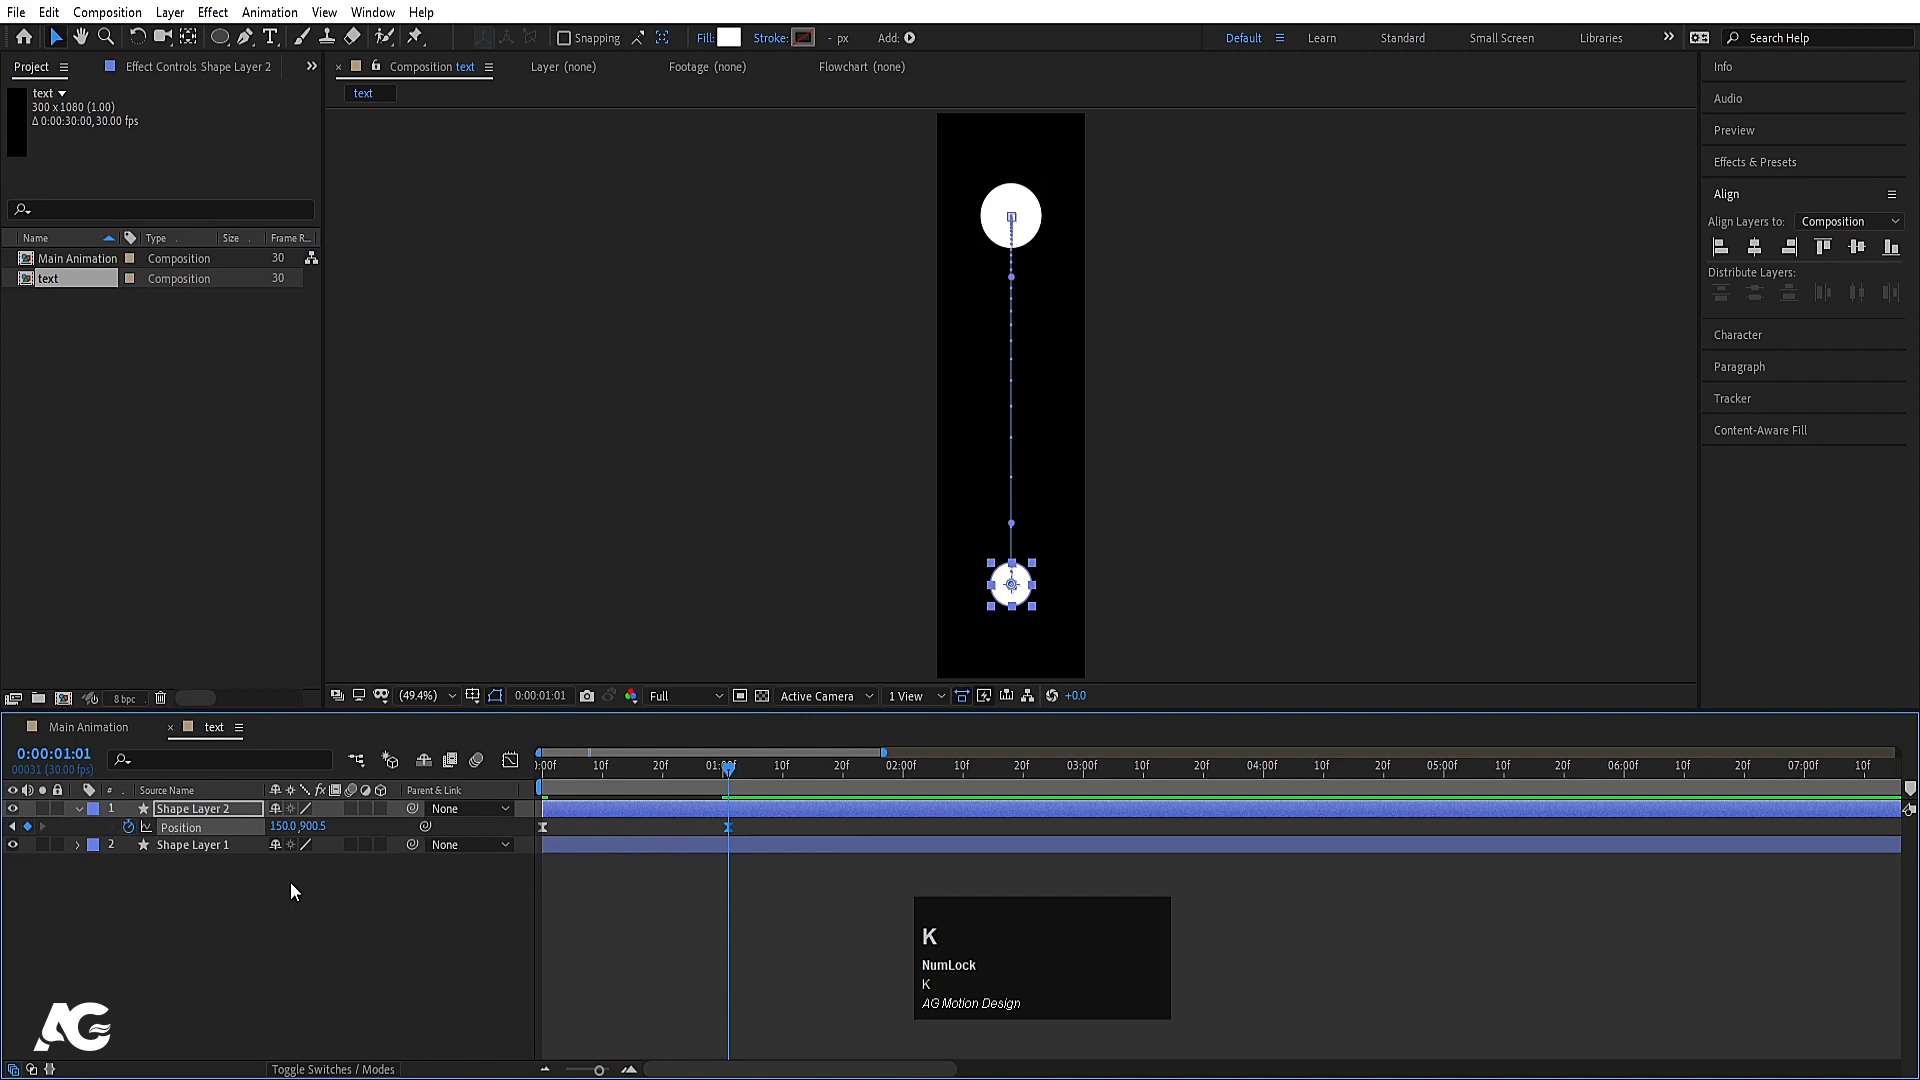 File Edit Composition Layer Effect Animation View Window Help
Snapping Fill: Stroke: - px Add: Default Learn Standard Small Screen Libraries Search Help
Project Effect Controls Shape Layer 2 Composition text Layer (none) Footage (none) Flowchart (none)
text
text
300 x 1080 (1.00)
Δ 0:00:30:00, 30.00 fps
Name Type Size Frame R...
Main Animation Composition 30
text Composition 30
Info
Audio
Preview
Effects & Presets
Align
Align Layers to: Composition
Distribute Layers:
Character
Paragraph
Tracker
Content-Aware Fill
8 bpc (49.4%) 0:00:01:01 Full Active Camera 1 View +0.0
Main Animation text
0:00:01:01
00031 (30.00 fps)
):00f 10f 20f 01:00f 10f 20f 02:00f 10f 20f 03:00f 10f 20f 04:00f 10f 20f 05:00f 10f 20f 06:00f 10f 20f 07:00f 10f
# Source Name fx Parent & Link
1 Shape Layer 2 None
Position 150.0,900.5
2 Shape Layer 1 None
K
NumLock
K
AG Motion Design
AG
Toggle Switches / Modes